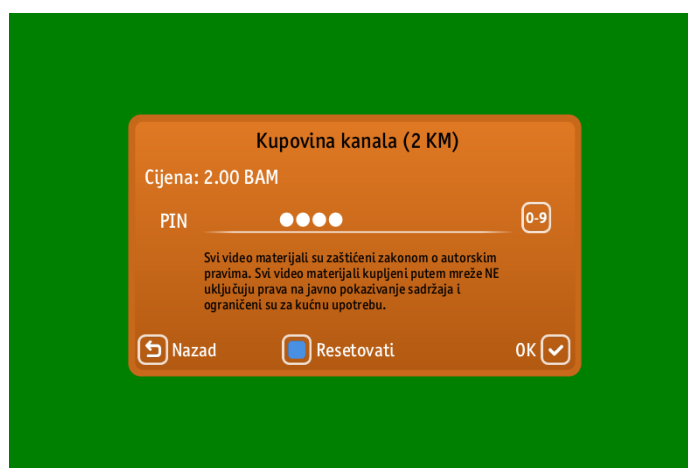 Kupovina kanala (2 KM)
Cijena: 2.00 BAM
PIN ●●●● 0-9
Svi video materijali su zaštićeni zakonom o autorskim
pravima. Svi video materijali kupljeni putem mreže NE
uključuju prava na javno pokazivanje sadržaja i
ograničeni su za kućnu upotrebu.
Nazad Resetovati OK